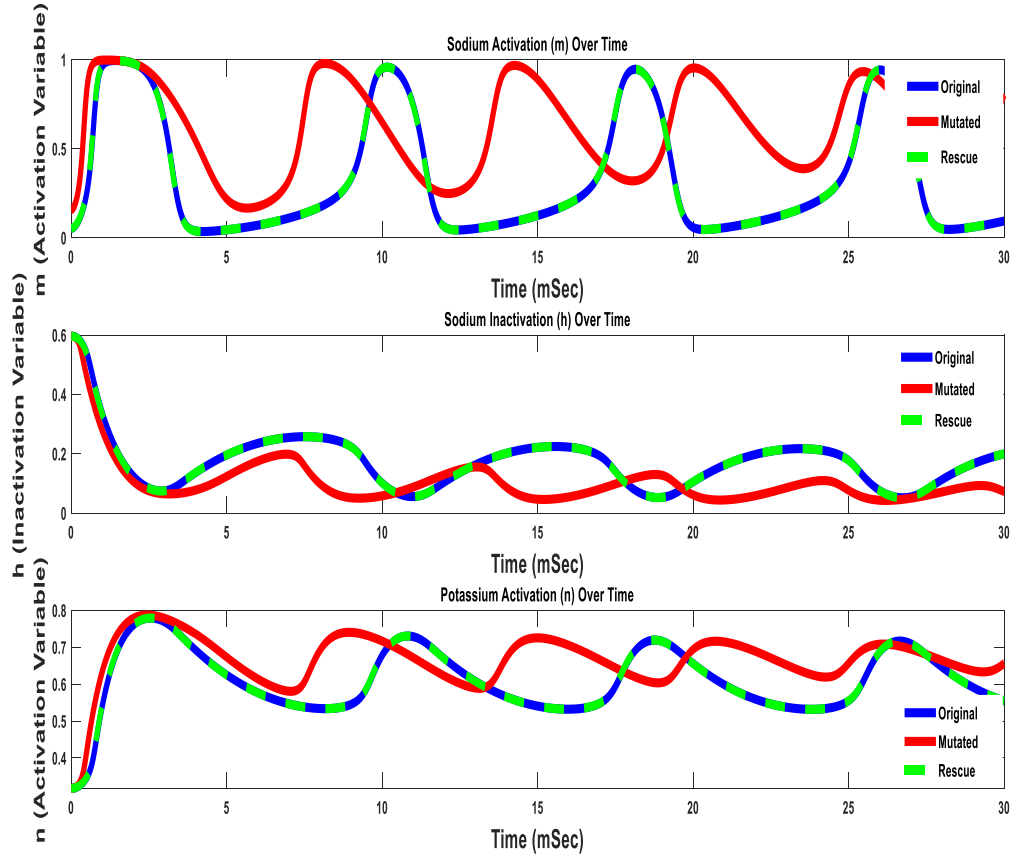 Sodium Activation (m) Over Time
m (Activation Variable)
1
0.5
0
0 5 10 15 20 25 30
Time (mSec)
Original
Mutated
Rescue
Sodium Inactivation (h) Over Time
h (Inactivation Variable)
0.6
0.4
0.2
0
0 5 10 15 20 25 30
Time (mSec)
Original
Mutated
Rescue
Potassium Activation (n) Over Time
n (Activation Variable)
0.8
0.7
0.6
0.5
0.4
0 5 10 15 20 25 30
Time (mSec)
Original
Mutated
Rescue